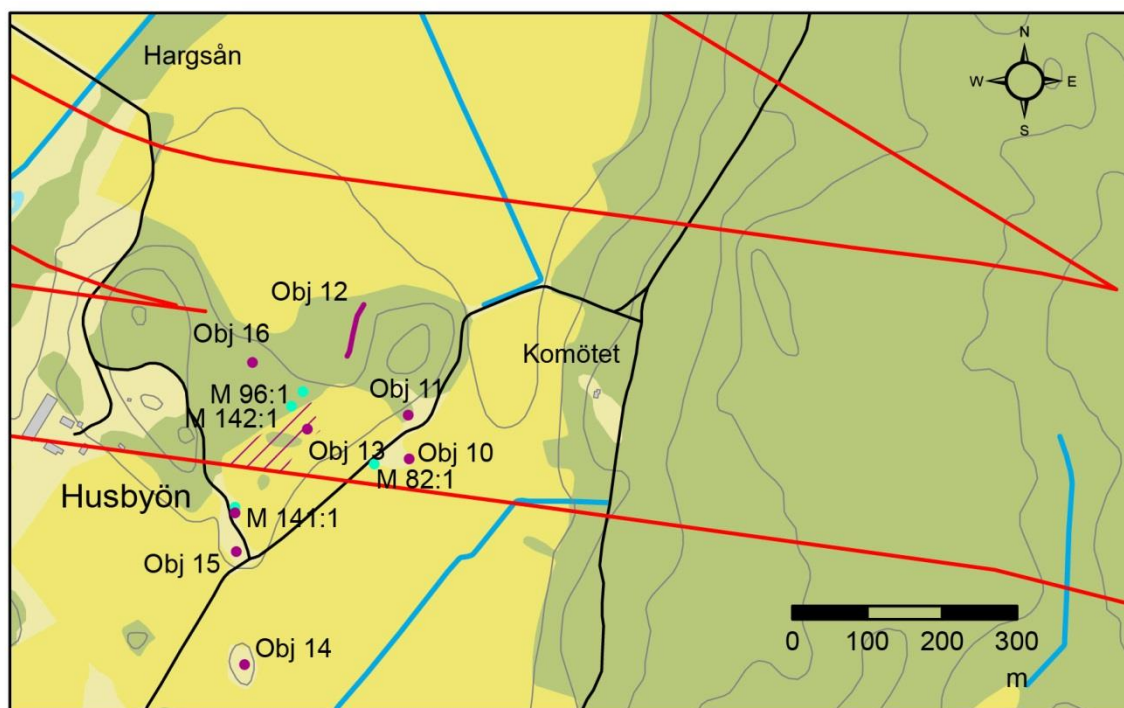 Hargsån
N
W E
S
Obj 12
Obj 16
Komötet
M 96:1
Obj 11
M 142:1
Obj 13
Obj 10
M 82:1
Husbyön
M 141:1
Obj 15
Obj 14
0 100 200 300
m